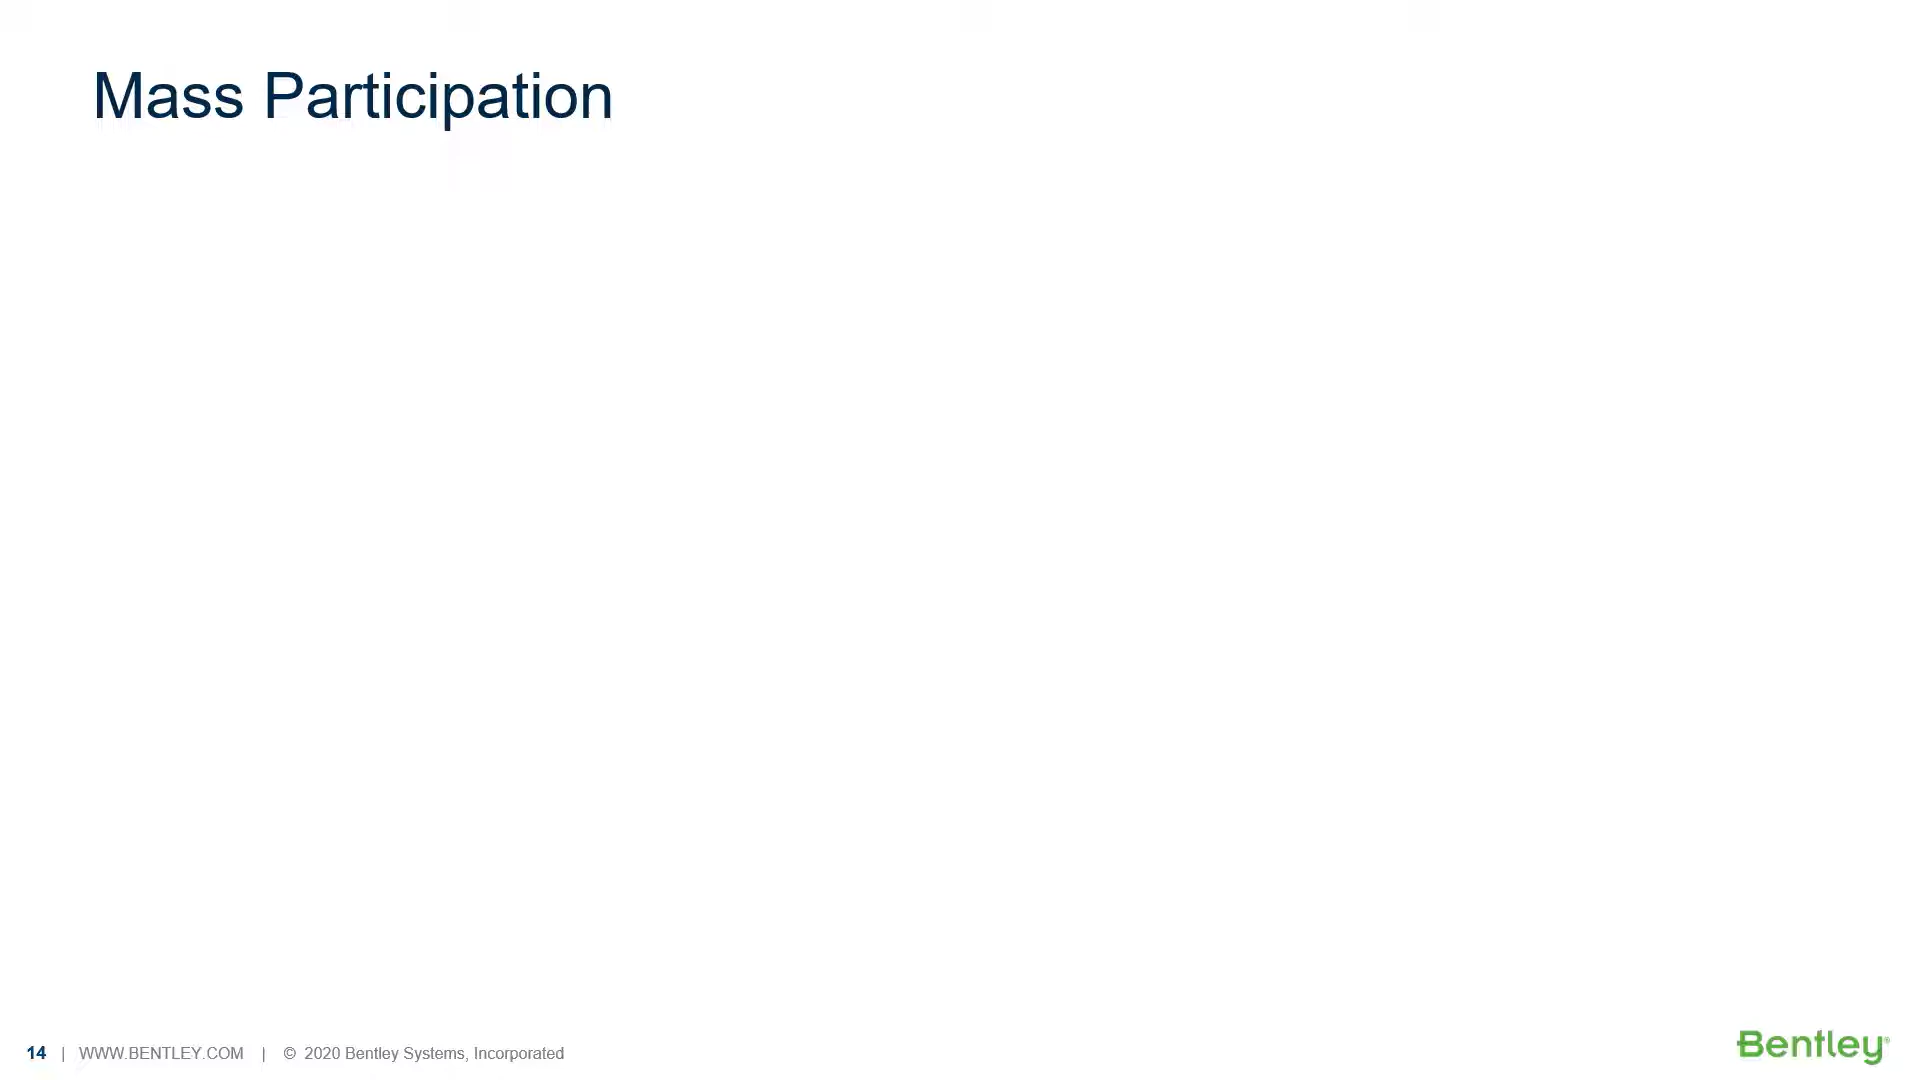 Mass Participation
14 | WWW.BENTLEY.COM | © 2020 Bentley Systems, Incorporated
Bentley®